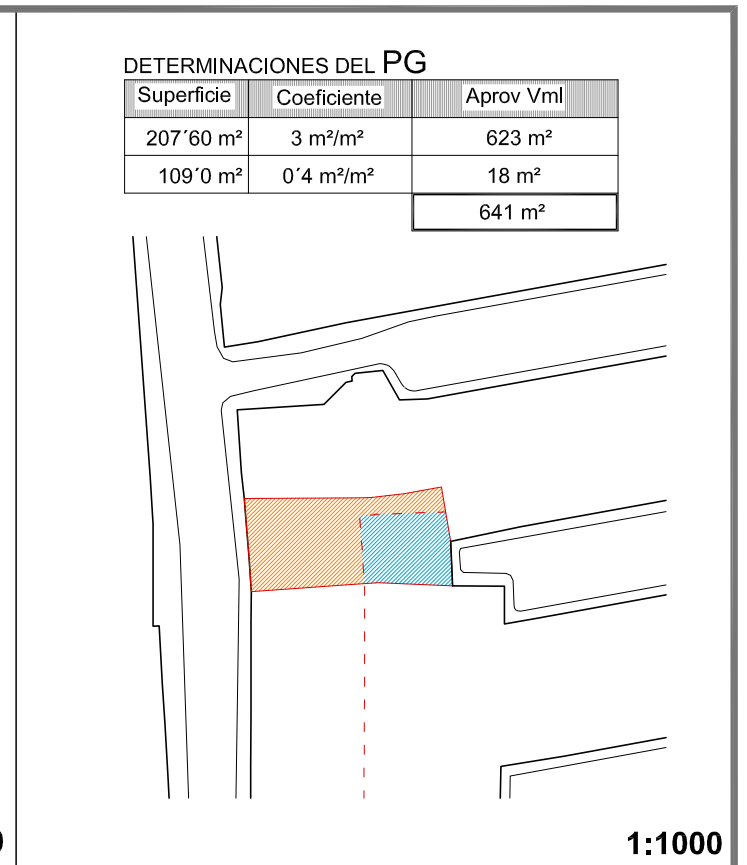 DETERMINACIONES DEL PG
Superficie Coeficiente Aprov Vml
207´60 m² 3 m²/m² 623 m²
109´0 m² 0´4 m²/m² 18 m²
641 m²
1:1000